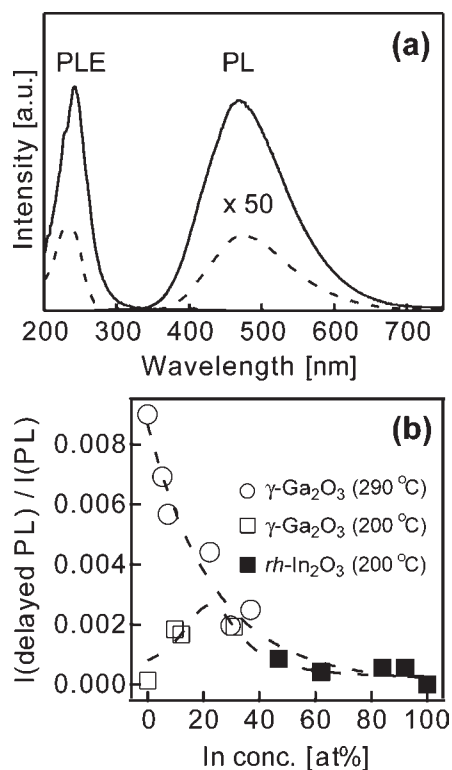 (a)
PLE PL
x 50
Intensity [a.u.]
200 300 400 500 600 700
Wavelength [nm]
(b)
0.008
0.006
0.004
0.002
0.000
I(delayed PL) / I(PL)
γ-Ga₂O₃ (290 °C)
γ-Ga₂O₃ (200 °C)
rh-In₂O₃ (200 °C)
0 20 40 60 80 100
In conc. [at%]